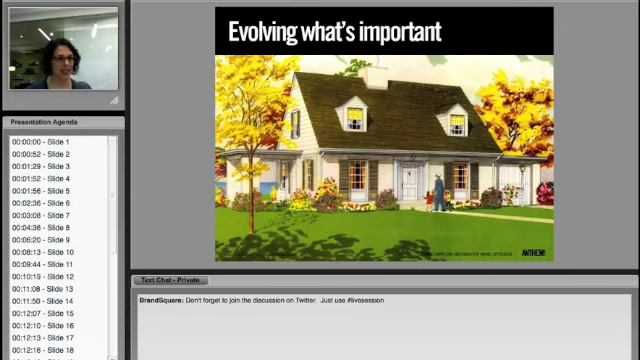 Evolving what's important
ANTHEM!
Presentation Agenda
00:00:00 - Slide 1
00:00:52 - Slide 2
00:01:29 - Slide 3
00:01:52 - Slide 4
00:01:56 - Slide 5
00:02:36 - Slide 6
00:03:08 - Slide 7
00:04:36 - Slide 8
00:06:20 - Slide 9
00:08:13 - Slide 10
00:09:44 - Slide 11
00:10:19 - Slide 12
00:11:08 - Slide 13
00:11:50 - Slide 14
00:12:07 - Slide 15
00:12:10 - Slide 16
00:12:13 - Slide 17
00:12:16 - Slide 18
Text Chat - Private
BrandSquare: Don't forget to join the discussion on Twitter. Just use #livesession